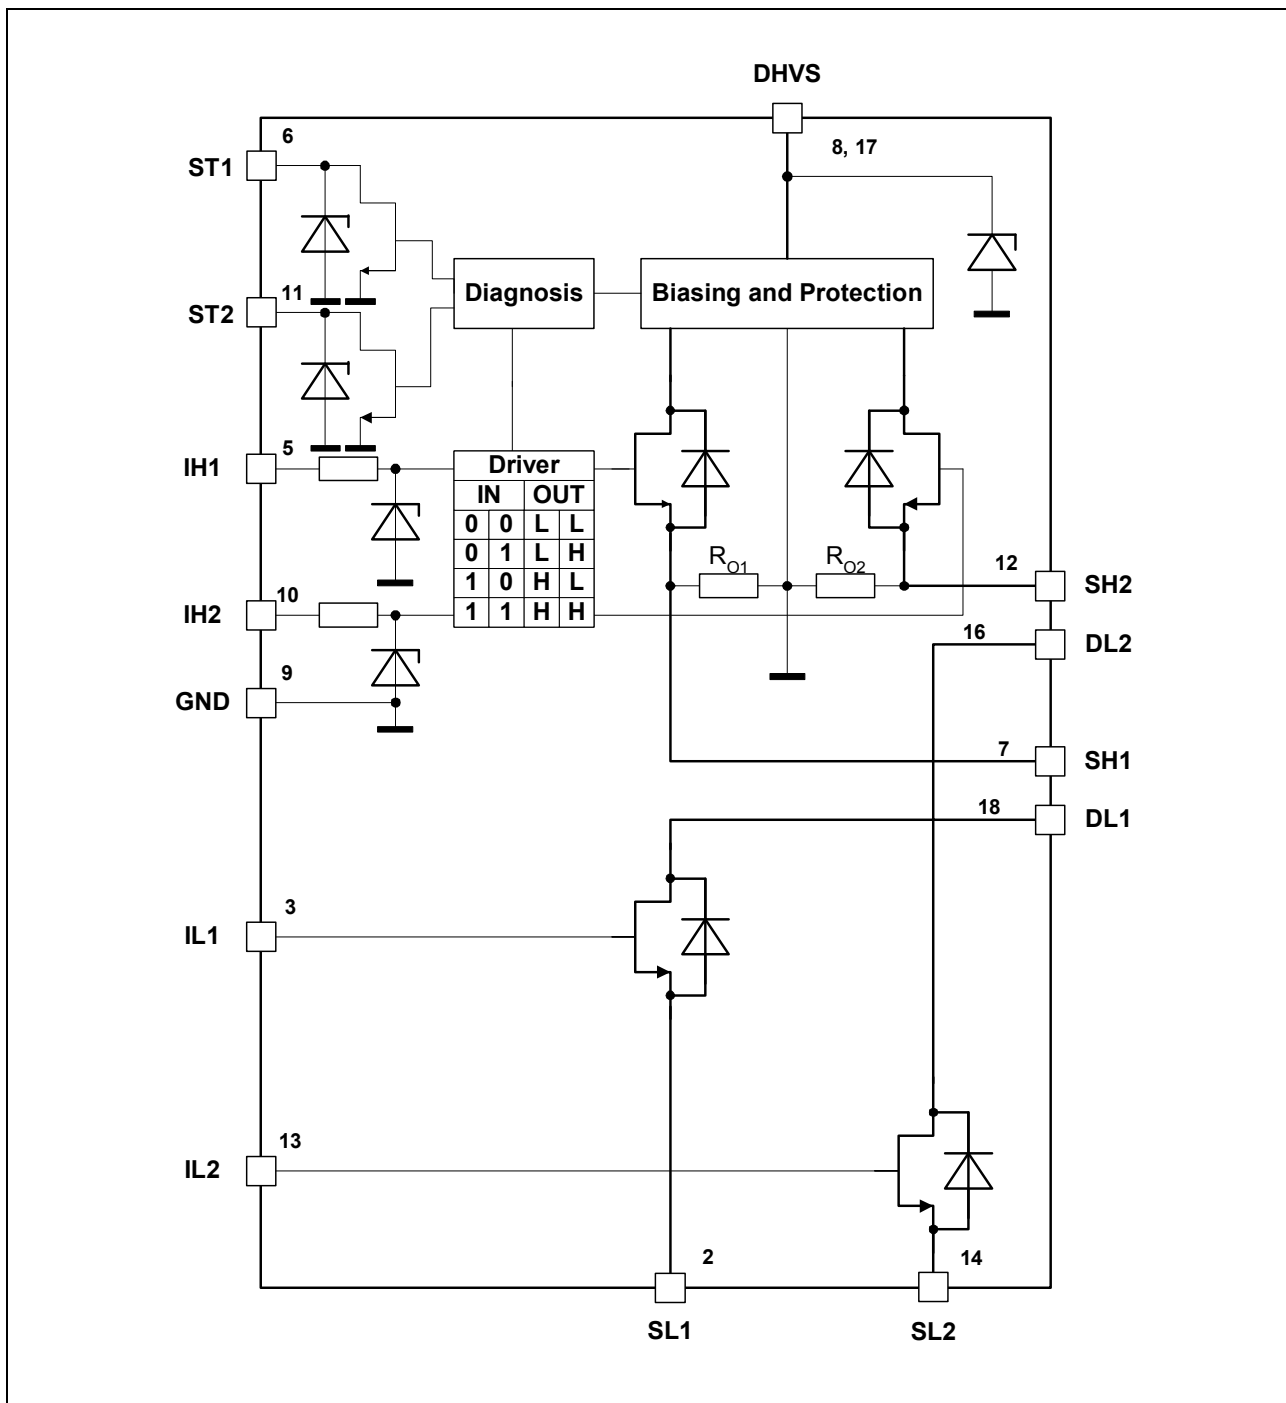 DHVS
8, 17
6
ST1
11
ST2
Diagnosis
Biasing and Protection
5
IH1
Driver
IN OUT
0 0 L L
0 1 L H
1 0 H L
1 1 H H
RO1
RO2
12
SH2
10
IH2
16
DL2
9
GND
7
SH1
18
DL1
3
IL1
13
IL2
2
14
SL1
SL2